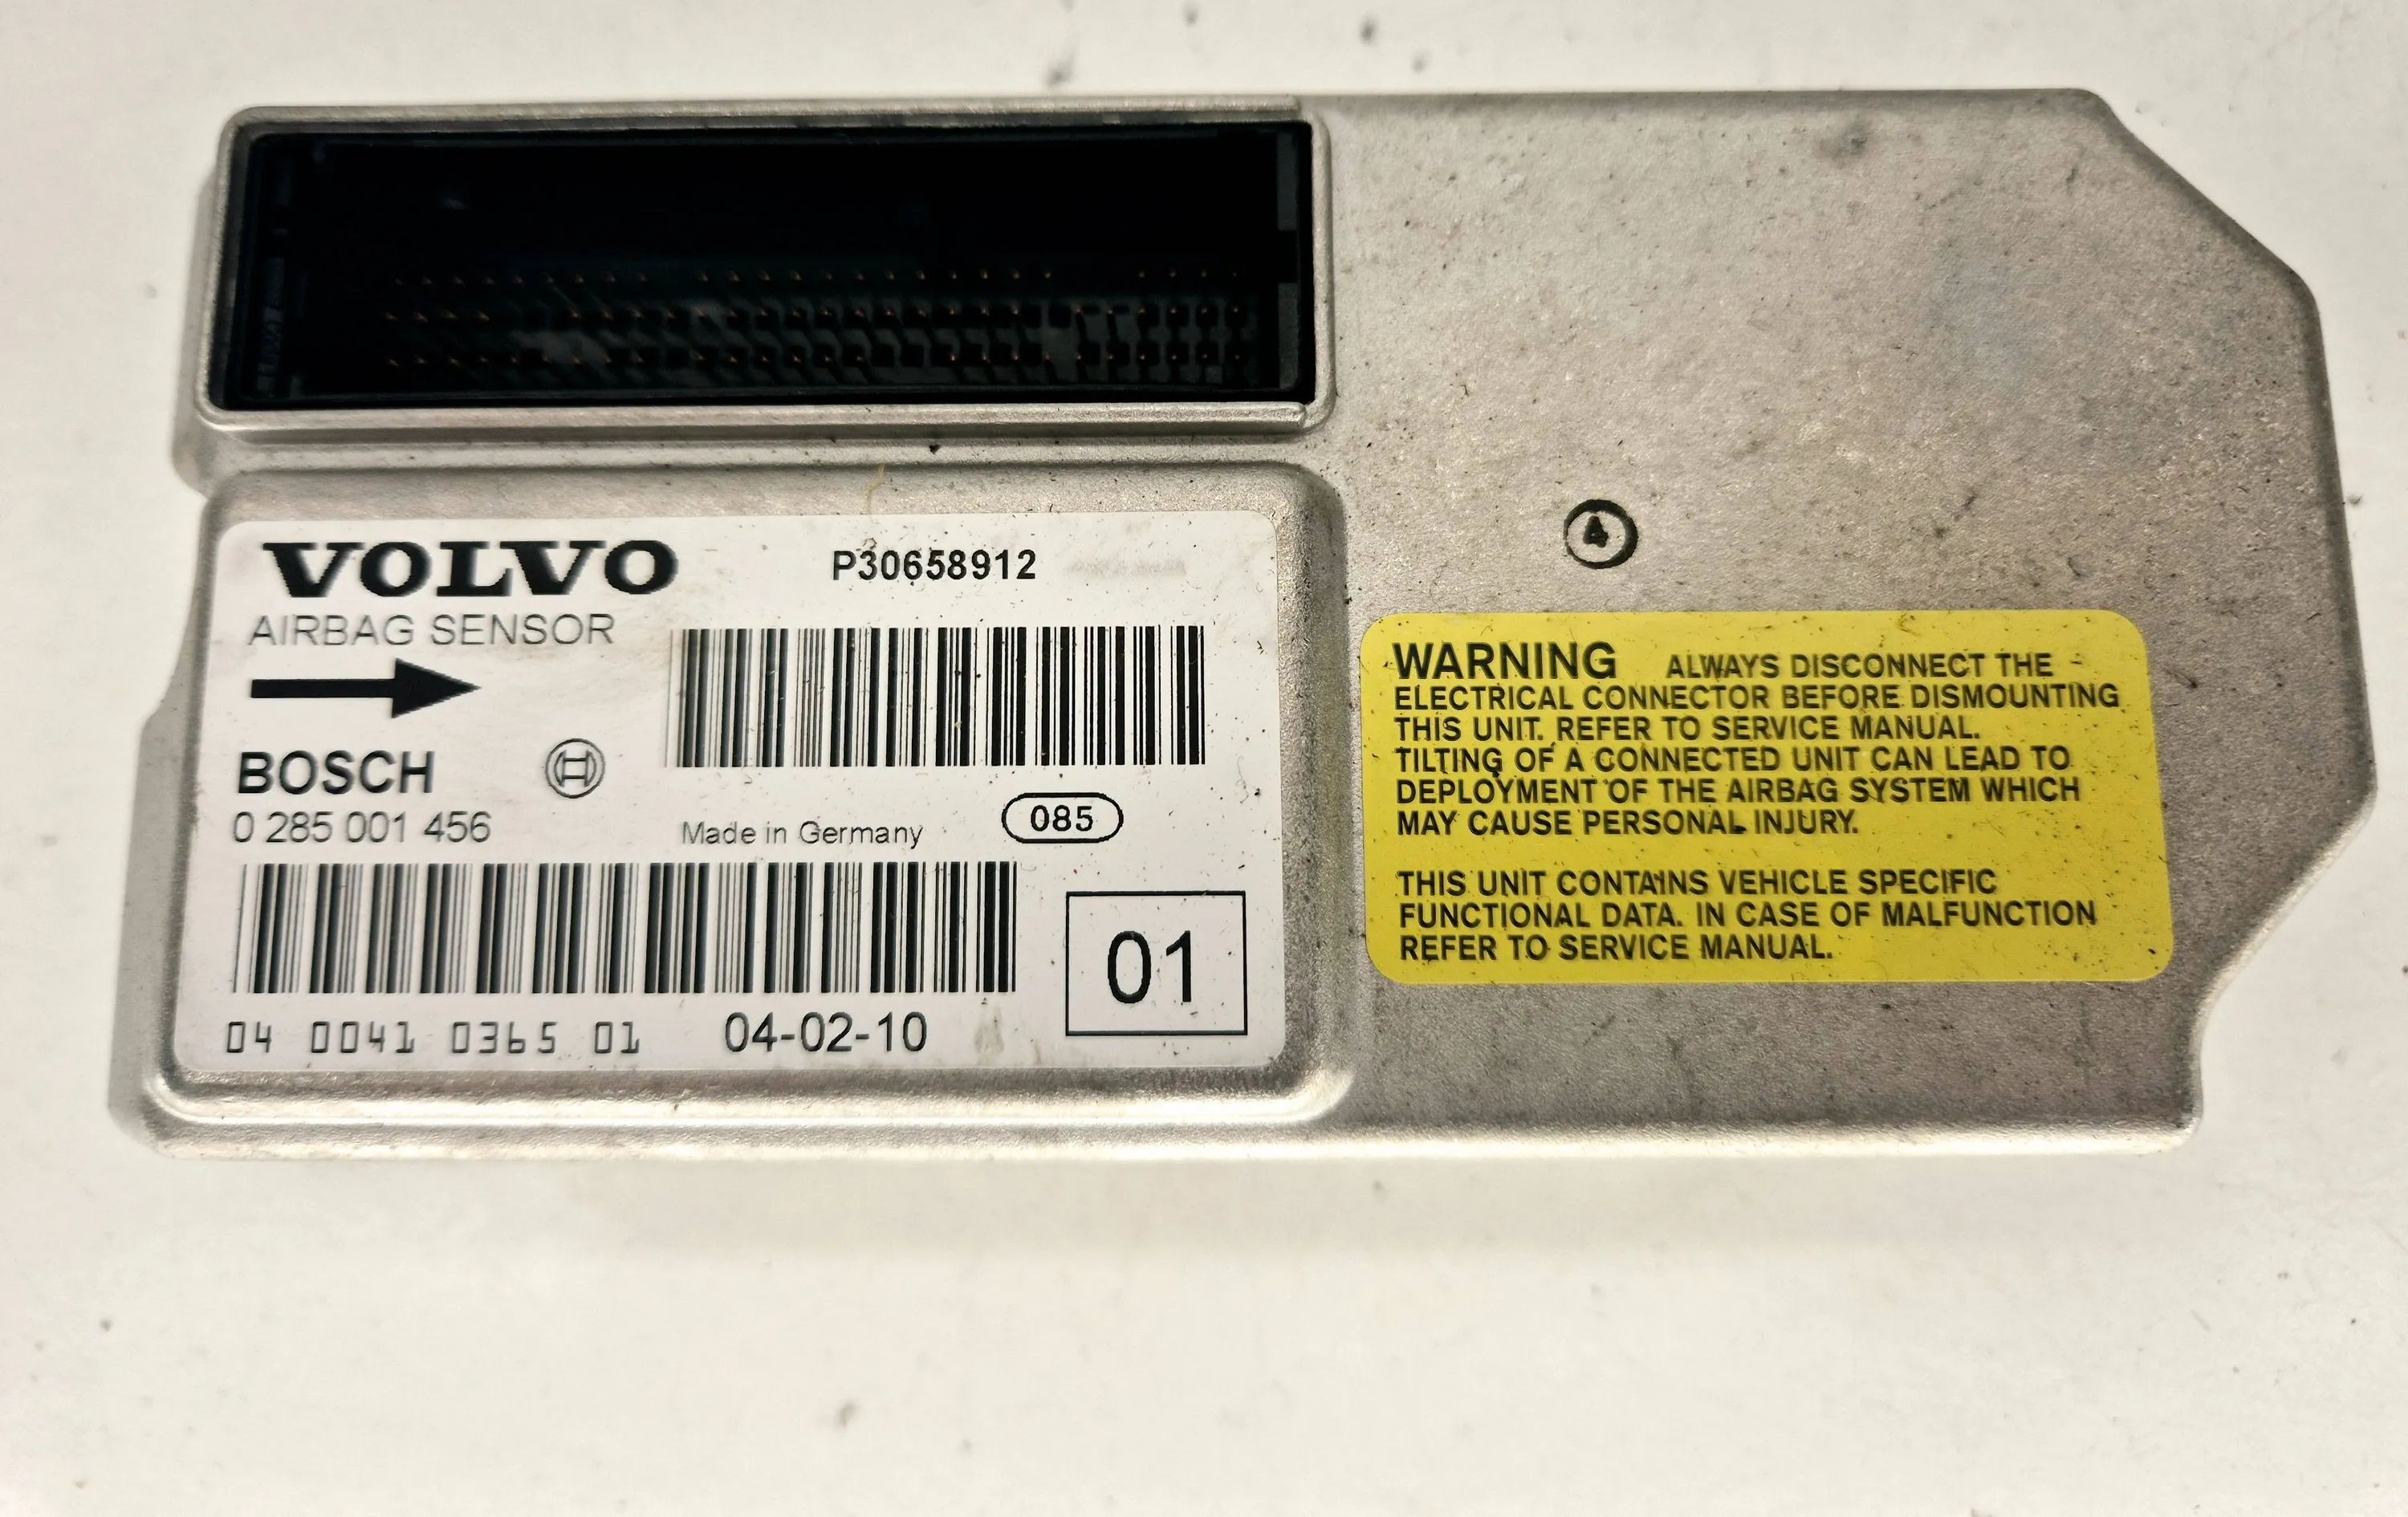 VOLVO
P30658912
AIRBAG SENSOR
BOSCH
0 285 001 456
Made in Germany
085
04 0041 0365 01
04-02-10
01
4
WARNING ALWAYS DISCONNECT THE
ELECTRICAL CONNECTOR BEFORE DISMOUNTING
THIS UNIT. REFER TO SERVICE MANUAL.
TILTING OF A CONNECTED UNIT CAN LEAD TO
DEPLOYMENT OF THE AIRBAG SYSTEM WHICH
MAY CAUSE PERSONAL INJURY.
THIS UNIT CONTAINS VEHICLE SPECIFIC
FUNCTIONAL DATA. IN CASE OF MALFUNCTION
REFER TO SERVICE MANUAL.